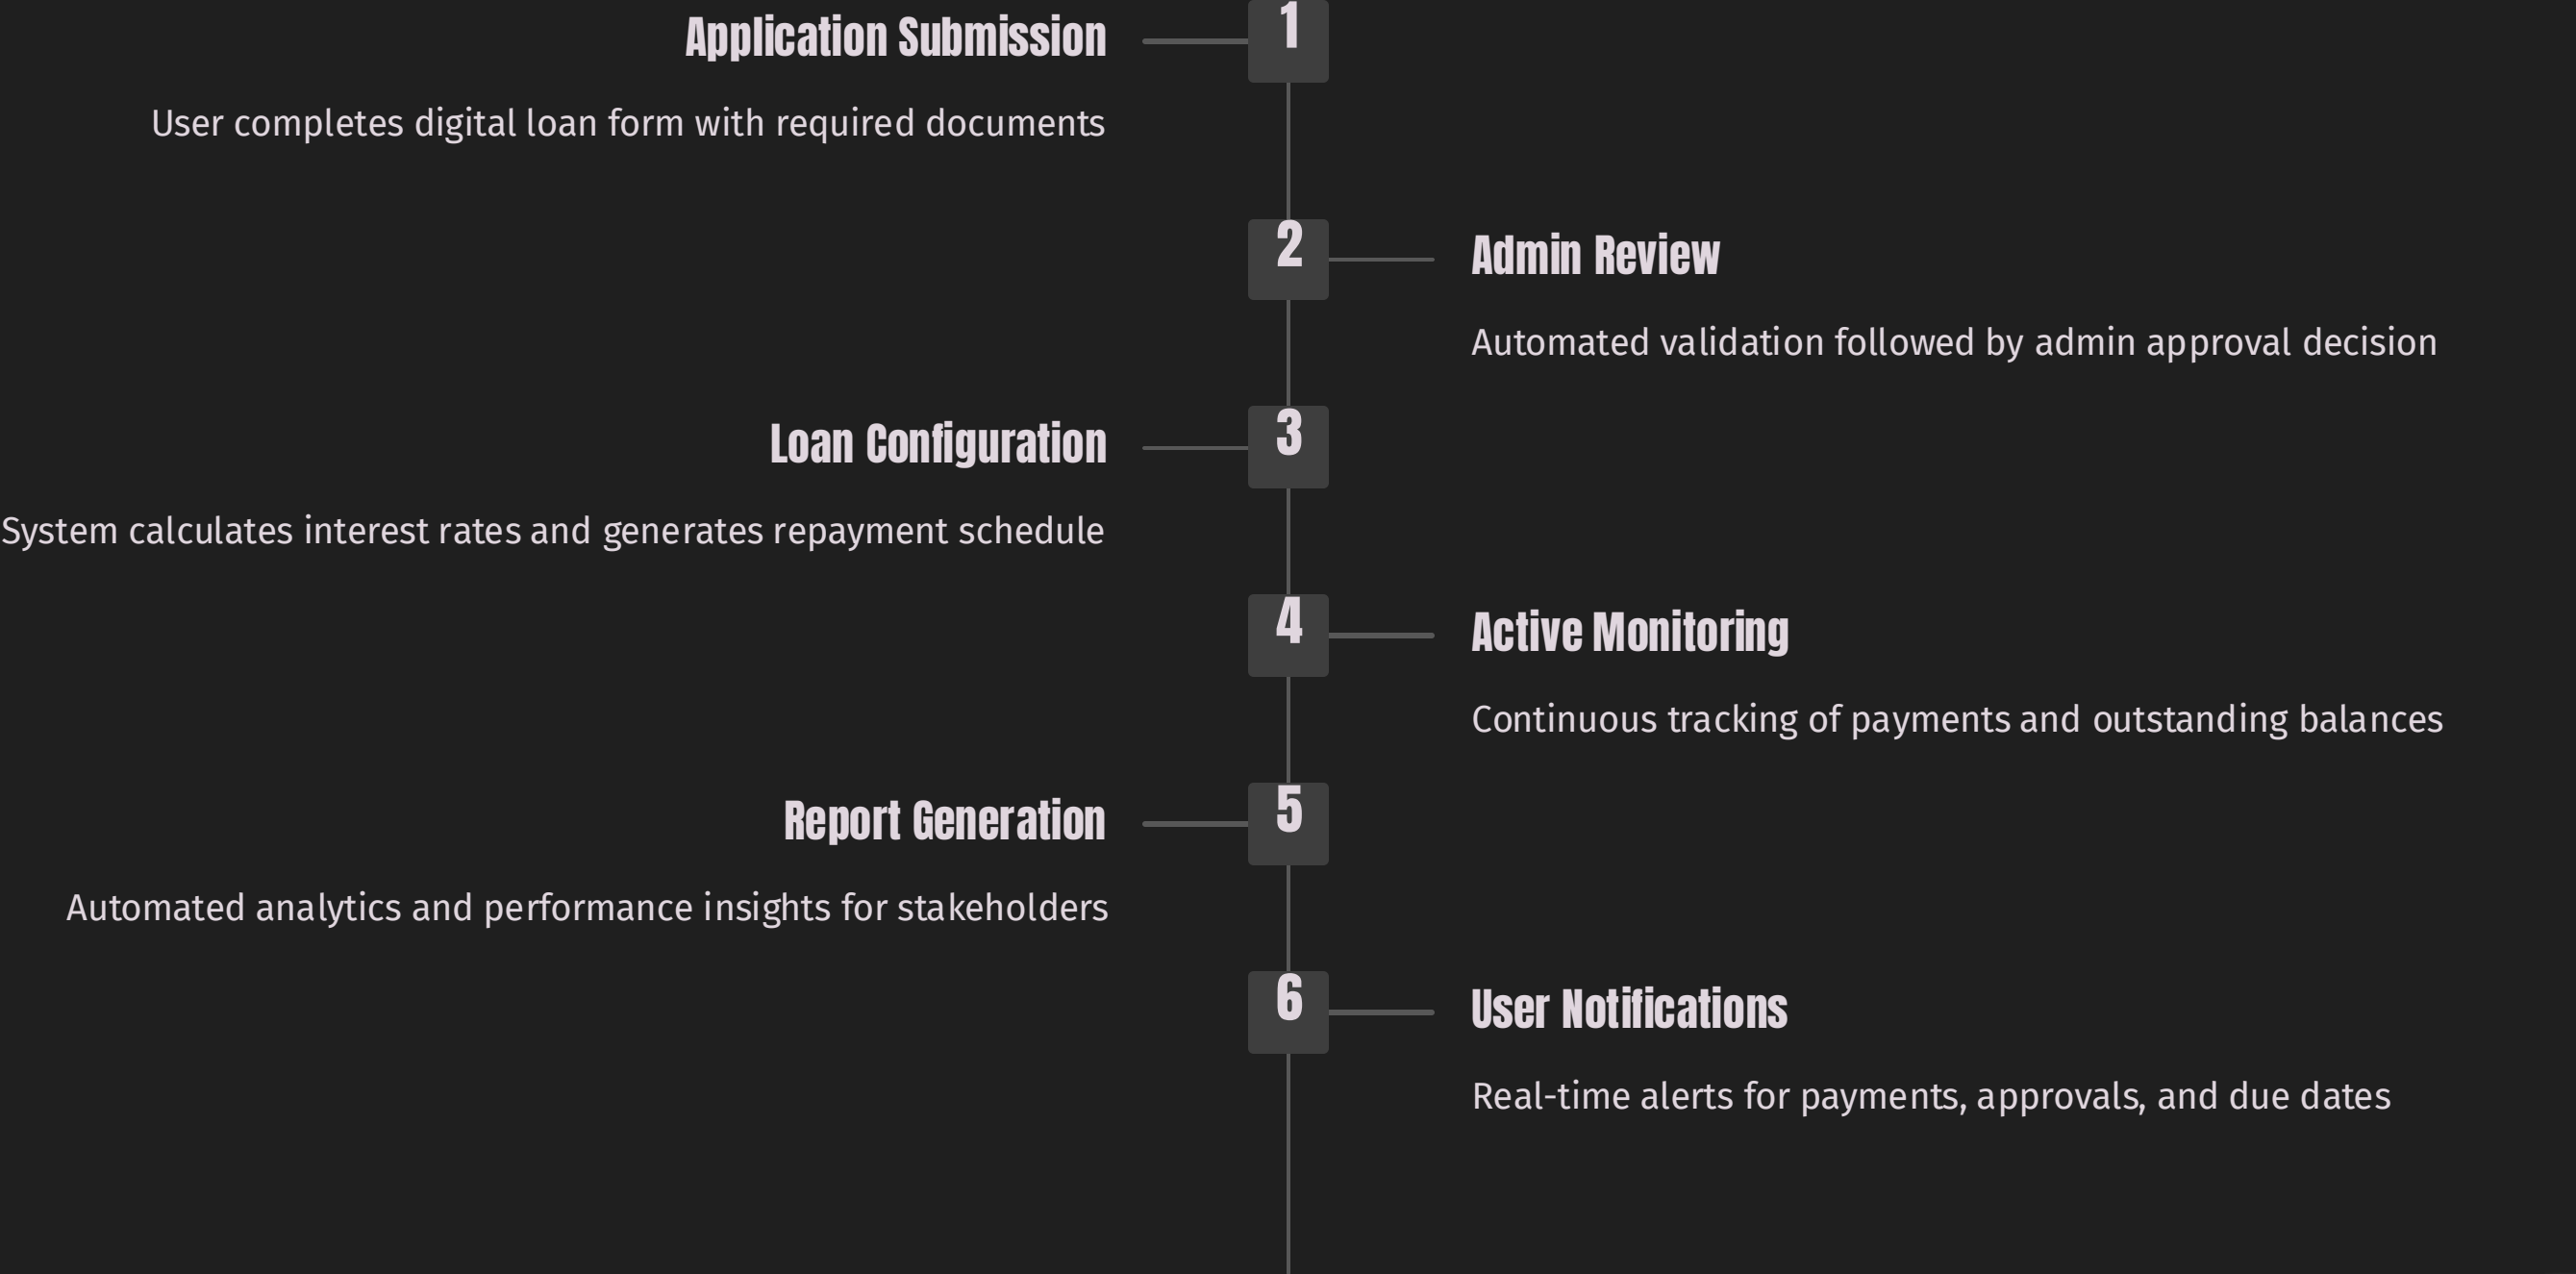 1
Application Submission
User completes digital loan form with required documents
2
Admin Review
Automated validation followed by admin approval decision
3
Loan Configuration
System calculates interest rates and generates repayment schedule
4
Active Monitoring
Continuous tracking of payments and outstanding balances
5
Report Generation
Automated analytics and performance insights for stakeholders
6
User Notifications
Real-time alerts for payments, approvals, and due dates